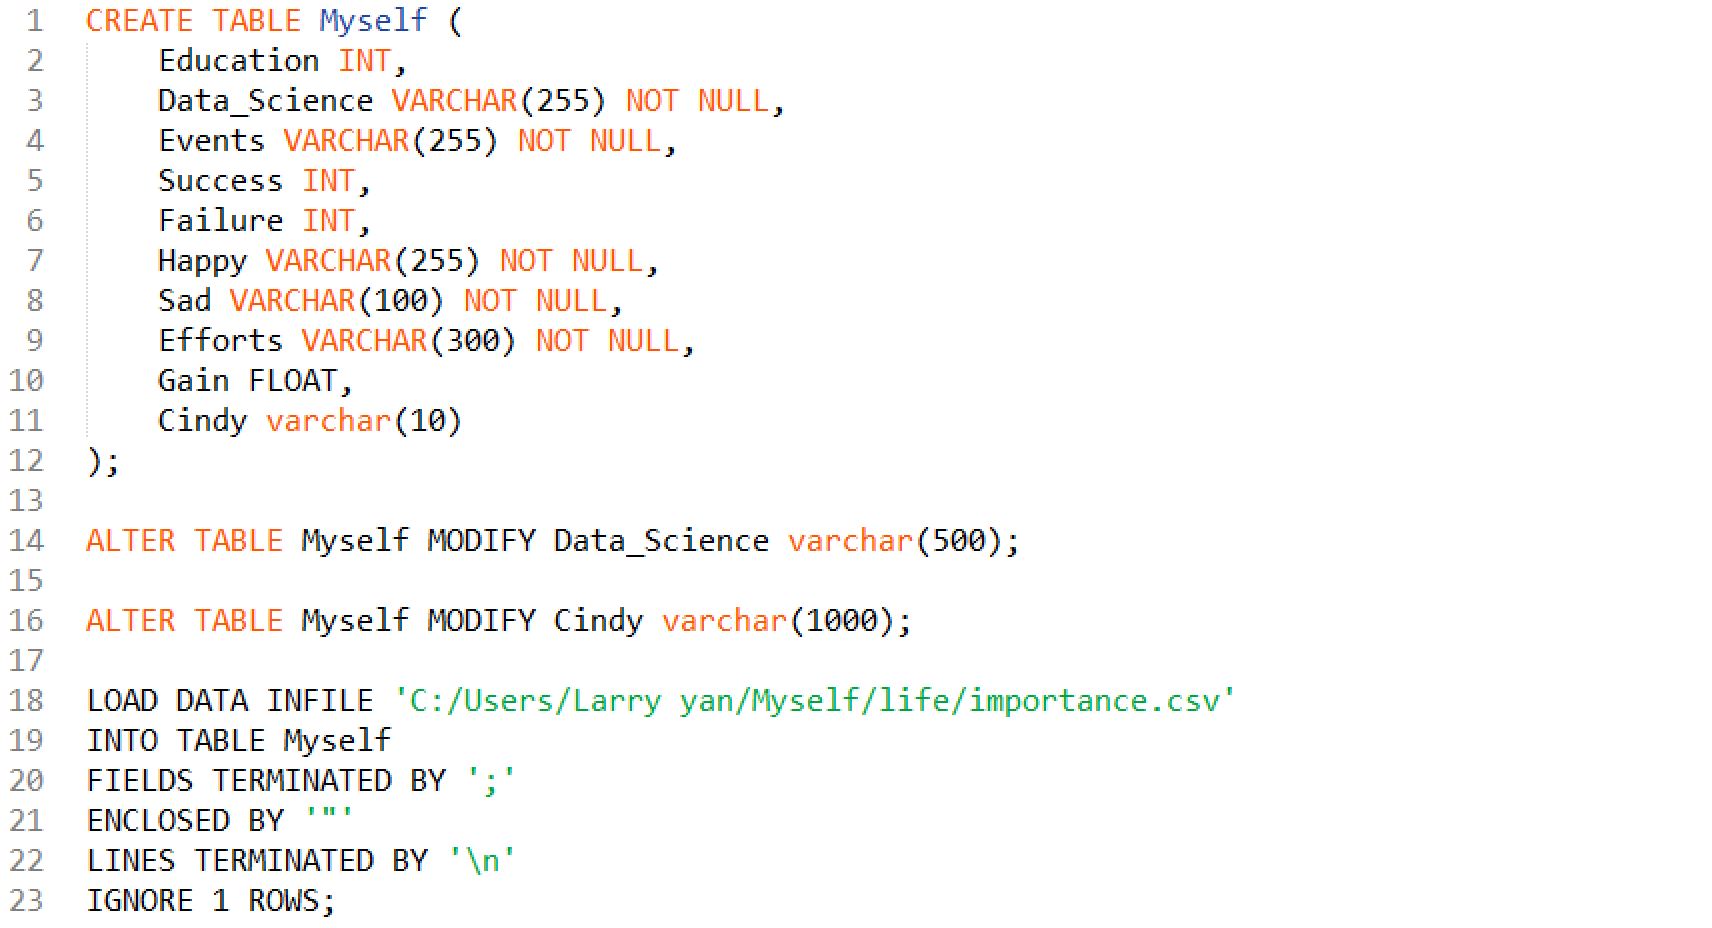 1 CREATE TABLE Myself (
2 Education INT,
3 Data_Science VARCHAR(255) NOT NULL,
4 Events VARCHAR(255) NOT NULL,
5 Success INT,
6 Failure INT,
7 Happy VARCHAR(255) NOT NULL,
8 Sad VARCHAR(100) NOT NULL,
9 Efforts VARCHAR(300) NOT NULL,
10 Gain FLOAT,
11 Cindy varchar(10)
12 );
13
14 ALTER TABLE Myself MODIFY Data_Science varchar(500);
15
16 ALTER TABLE Myself MODIFY Cindy varchar(1000);
17
18 LOAD DATA INFILE 'C:/Users/Larry yan/Myself/life/importance.csv'
19 INTO TABLE Myself
20 FIELDS TERMINATED BY ';'
21 ENCLOSED BY '"'
22 LINES TERMINATED BY '\n'
23 IGNORE 1 ROWS;